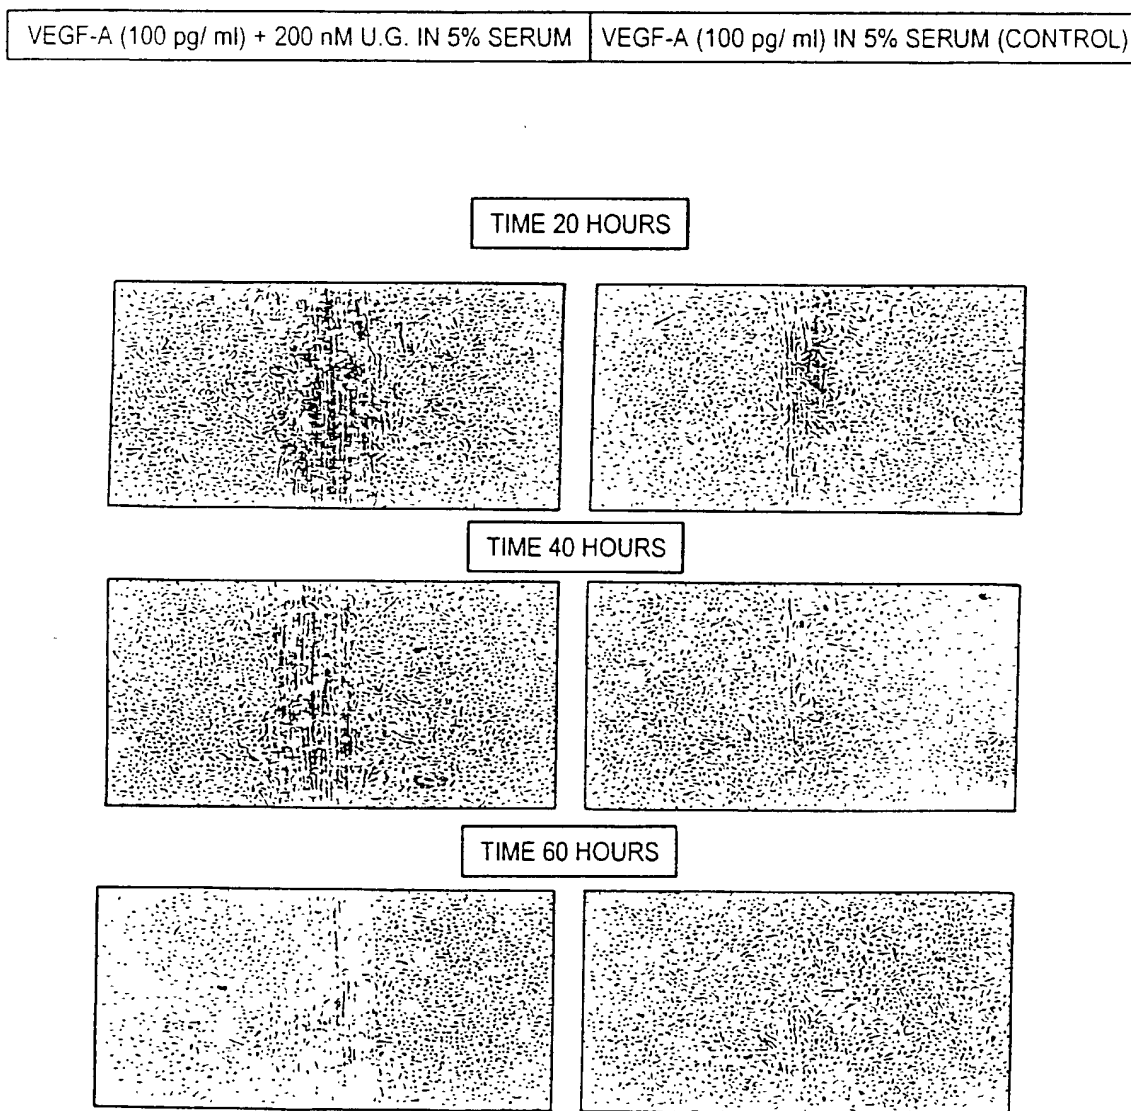 VEGF-A (100 pg/ ml) + 200 nM U.G. IN 5% SERUM
VEGF-A (100 pg/ ml) IN 5% SERUM (CONTROL)
TIME 20 HOURS
TIME 40 HOURS
TIME 60 HOURS